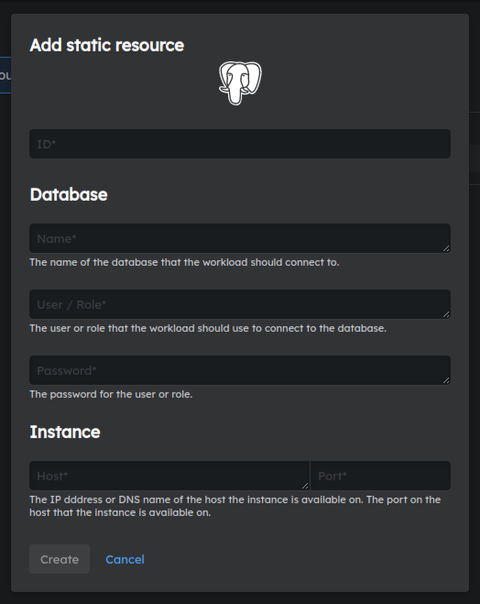 Add static resource
ou
ID*
Database
Name*
The name of the database that the workload should connect to.
User / Role*
The user or role that the workload should use to connect to the database.
Password*
The password for the user or role.
Instance
Host*
Port*
The IP dddress or DNS name of the host the instance is available on. The port on the
host that the instance is available on.
Create
Cancel